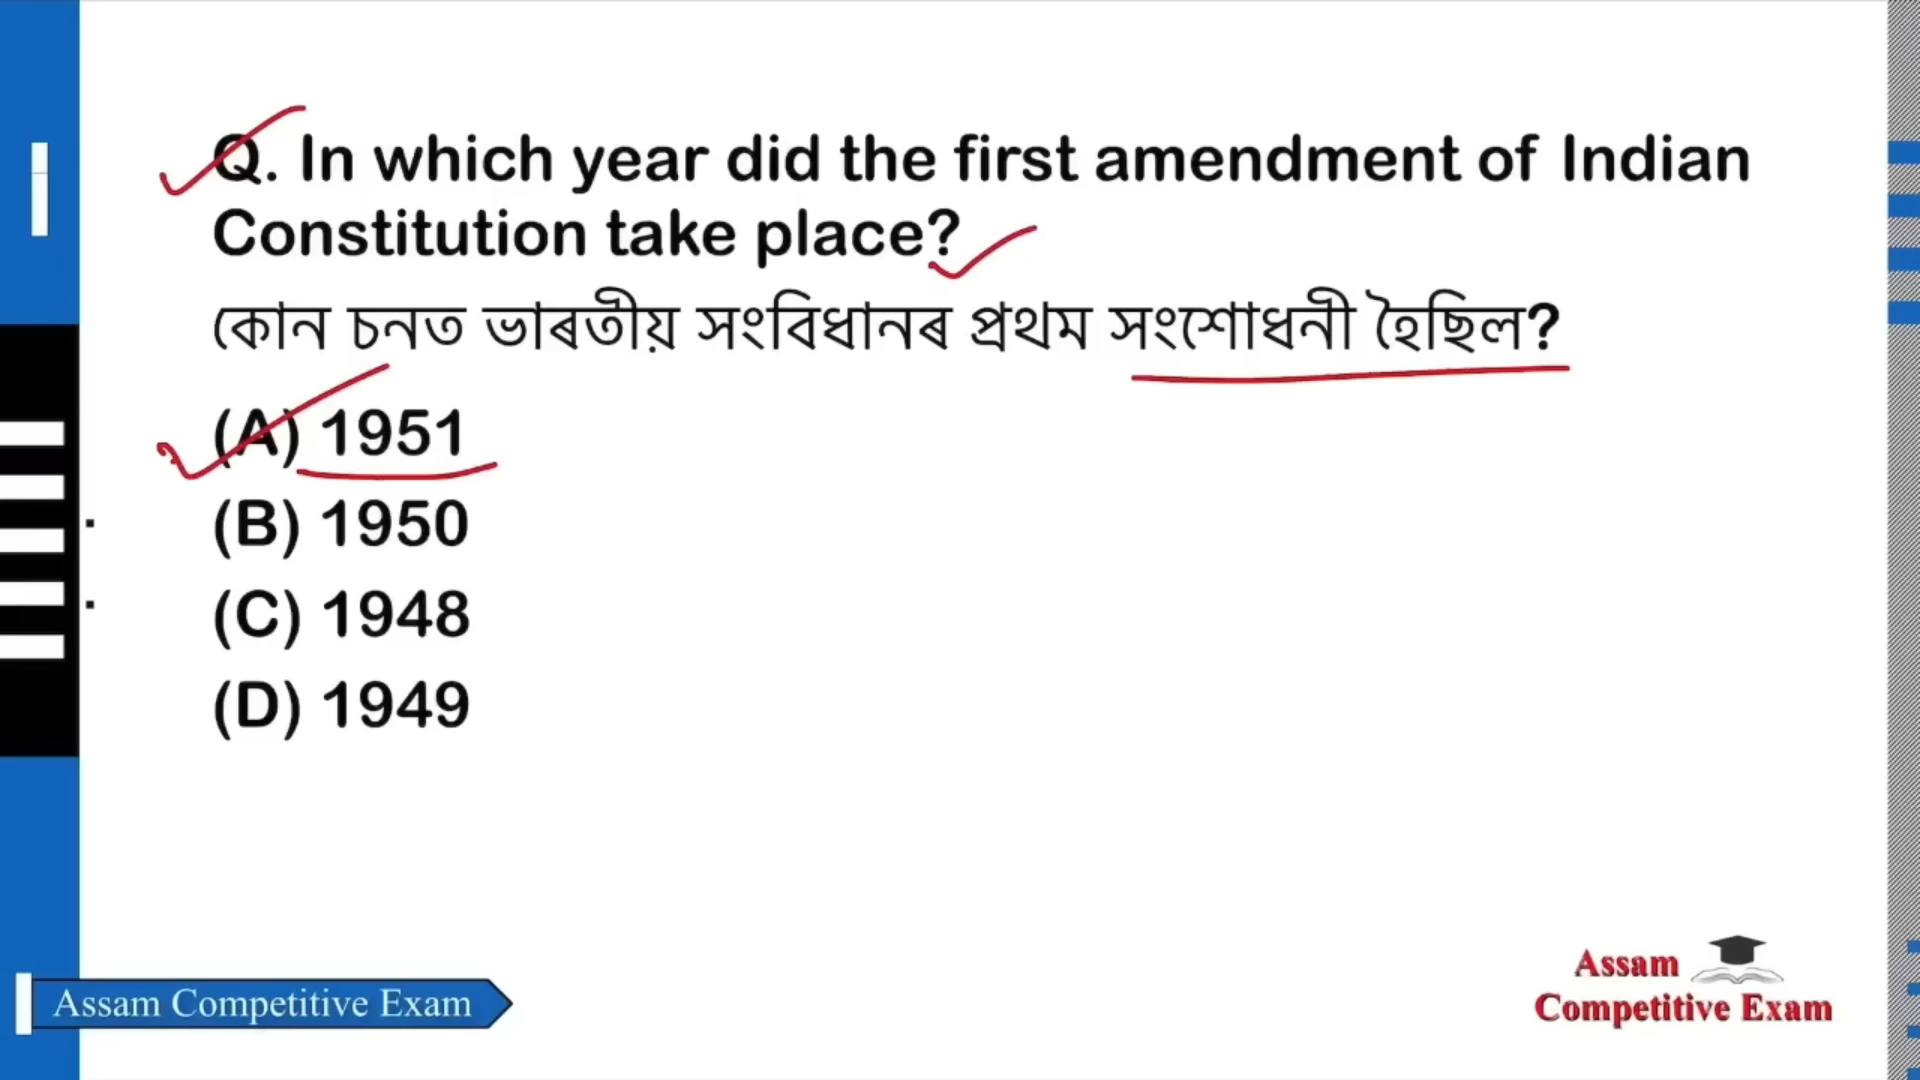 Q. In which year did the first amendment of Indian
Constitution take place?
কোন চনত ভাৰতীয় সংবিধানৰ প্ৰথম সংশোধনী হৈছিল?
(A) 1951
(B) 1950
(C) 1948
(D) 1949
Assam Competitive Exam
Assam
Competitive Exam